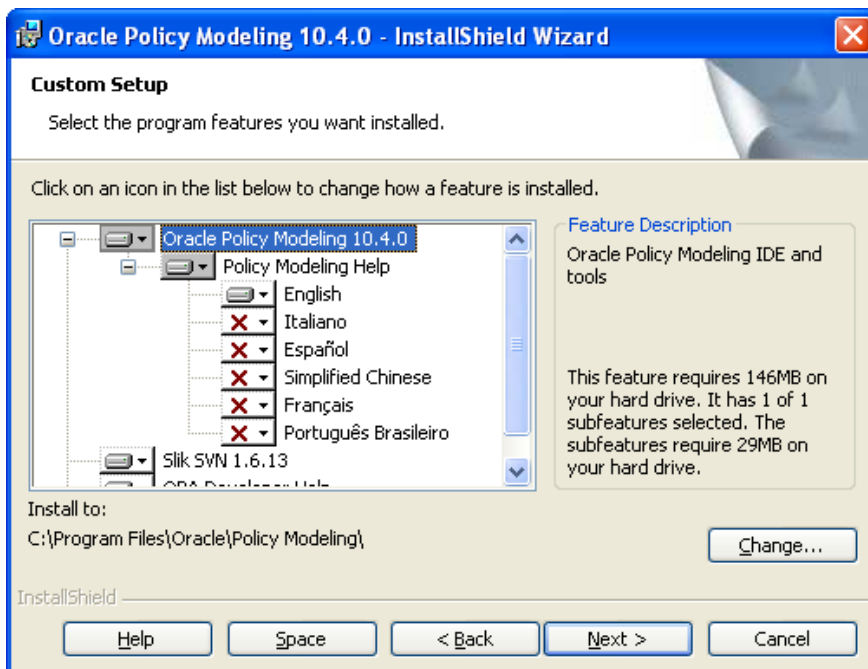 Oracle Policy Modeling 10.4.0 - InstallShield Wizard
Custom Setup
Select the program features you want installed.
Click on an icon in the list below to change how a feature is installed.
Oracle Policy Modeling 10.4.0
Policy Modeling Help
English
Italiano
Español
Simplified Chinese
Français
Português Brasileiro
Slik SVN 1.6.13
OPA Developer Help
Feature Description
Oracle Policy Modeling IDE and
tools
This feature requires 146MB on
your hard drive. It has 1 of 1
subfeatures selected. The
subfeatures require 29MB on
your hard drive.
Install to:
C:\Program Files\Oracle\Policy Modeling\
Change...
InstallShield
Help
Space
< Back
Next >
Cancel